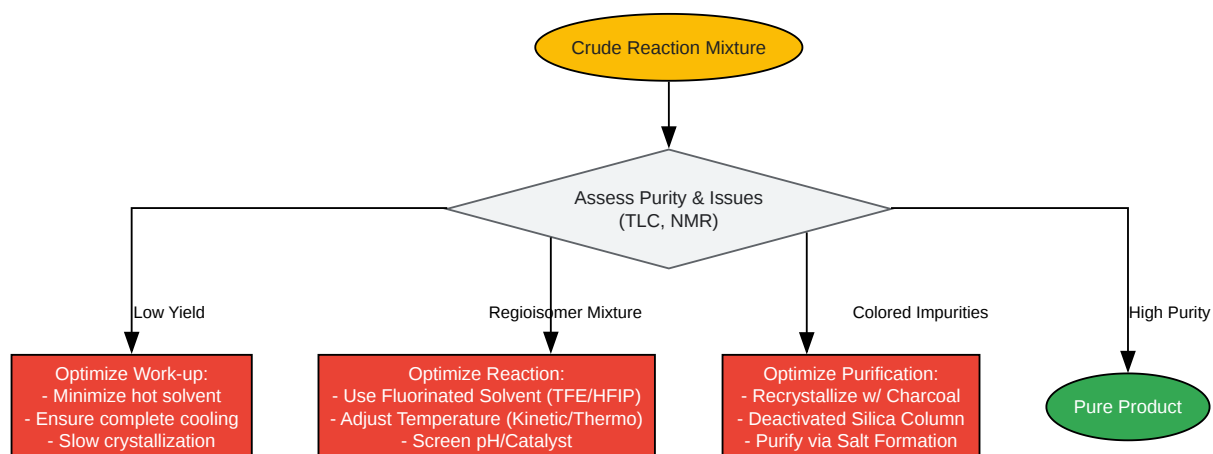 Crude Reaction Mixture
Assess Purity & Issues
(TLC, NMR)
Low Yield
Regioisomer Mixture
Colored Impurities
High Purity
Optimize Work-up:
- Minimize hot solvent
- Ensure complete cooling
- Slow crystallization
Optimize Reaction:
- Use Fluorinated Solvent (TFE/HFIP)
- Adjust Temperature (Kinetic/Thermo)
- Screen pH/Catalyst
Optimize Purification:
- Recrystallize w/ Charcoal
- Deactivated Silica Column
- Purify via Salt Formation
Pure Product